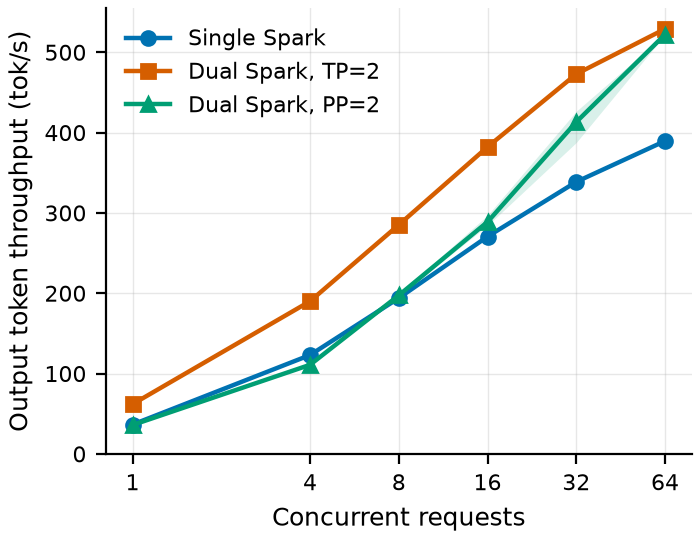 Single Spark
Dual Spark, TP=2
Dual Spark, PP=2
Output token throughput (tok/s)
500
400
300
200
100
0
1 4 8 16 32 64
Concurrent requests